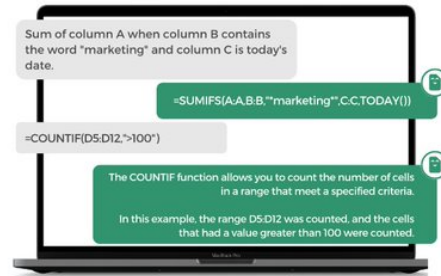 Sum of column A when column B contains
the word "marketing" and column C is today's
date.
=SUMIFS(A:A,B:B,"*marketing*",C:C,TODAY())
=COUNTIF(D5:D12,">100")
The COUNTIF function allows you to count the number of cells
in a range that meet a specified criteria.
In this example, the range D5:D12 was counted, and the cells
that had a value greater than 100 were counted.
MacBook Pro